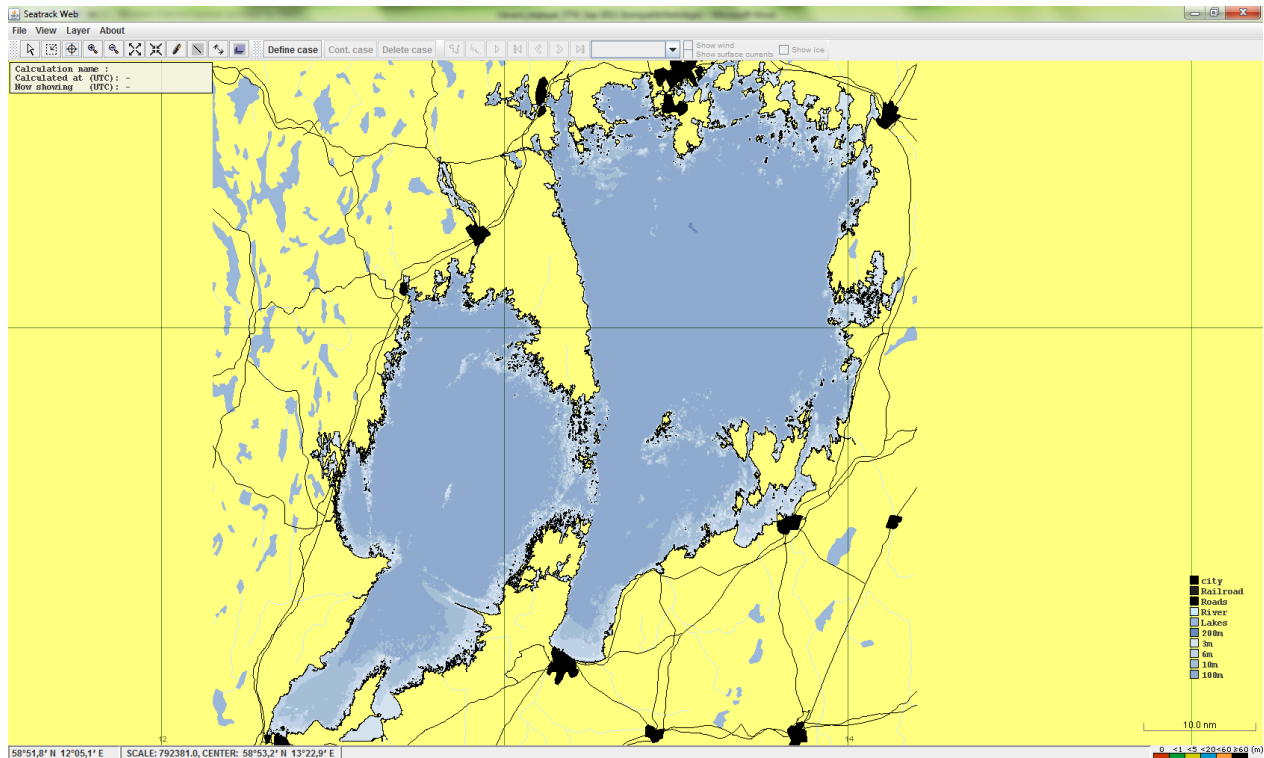 Seatrack Web
File View Layer About
Define case Cont. case Delete case Show wind
Show surface currents Show ice
Calculation name :
Calculated at (UTC): -
Now showing (UTC): -
city
Railroad
Roads
River
Lakes
200m
3m
6m
10m
100m
10.0 nm
12 14
58°51,8' N 12°05,1' E SCALE: 792381.0, CENTER: 58°53,2' N 13°22,9' E
0 <1 <5 <20<60≥60 (m)